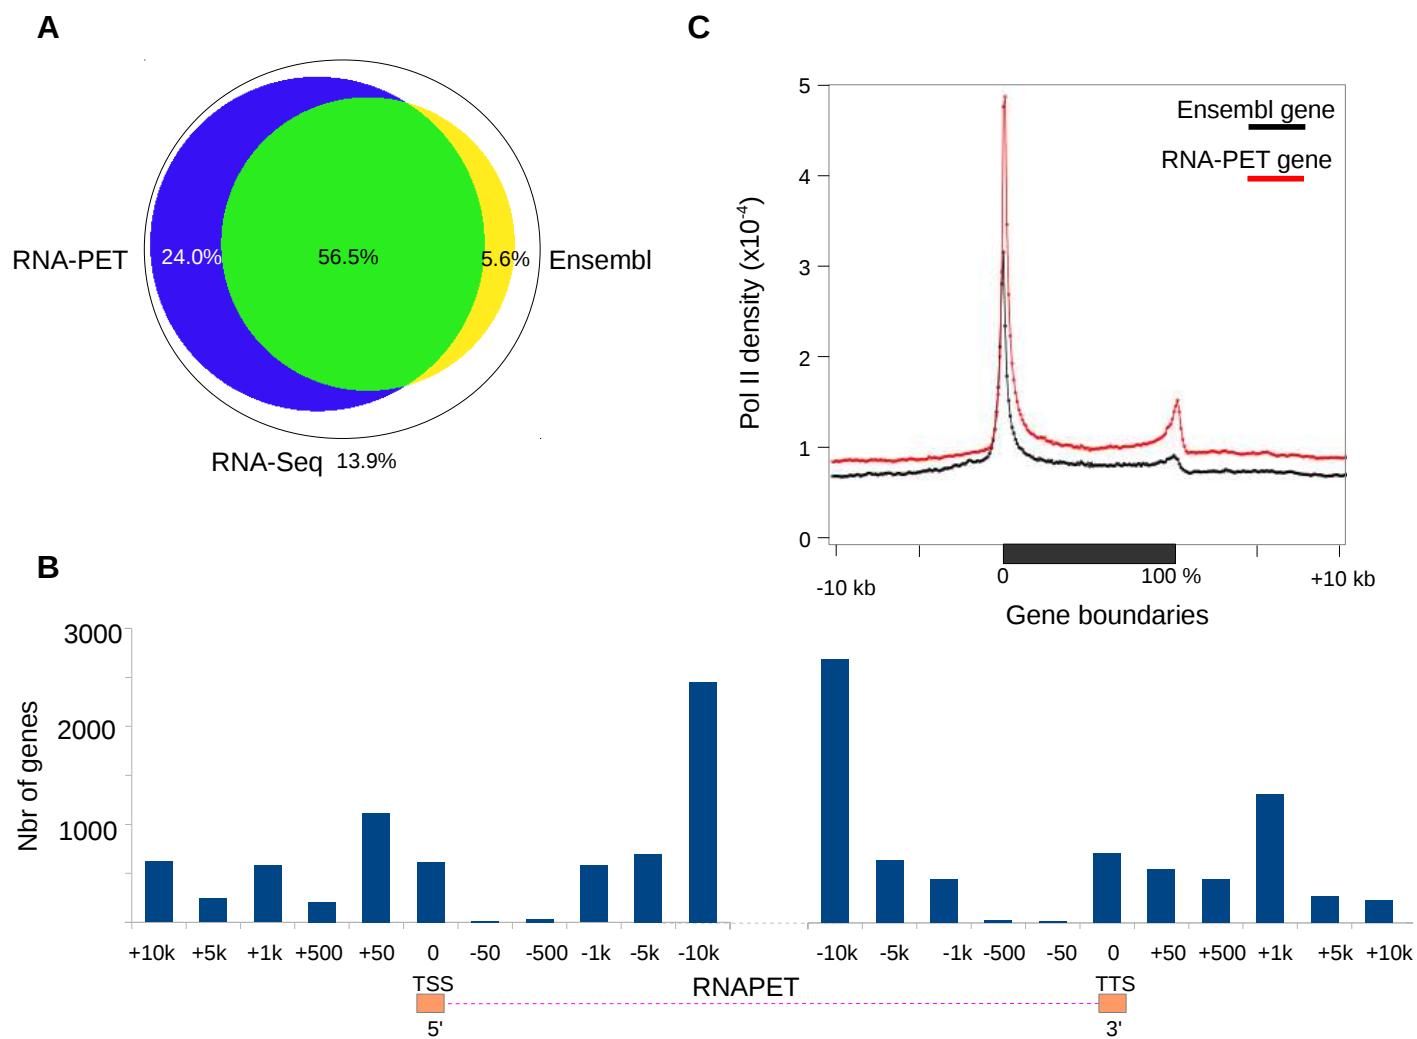 A
RNA-PET
24.0%
56.5%
5.6%
Ensembl
RNA-Seq 13.9%
C
5
4
3
2
1
0
Pol II density (x10-4)
Ensembl gene
RNA-PET gene
-10 kb
0
100 %
+10 kb
Gene boundaries
B
3000
2000
1000
Nbr of genes
+10k +5k +1k +500 +50 0 -50 -500 -1k -5k -10k -10k -5k -1k -500 -50 0 +50 +500 +1k +5k +10k
TSS RNAPET TTS
5' 3'